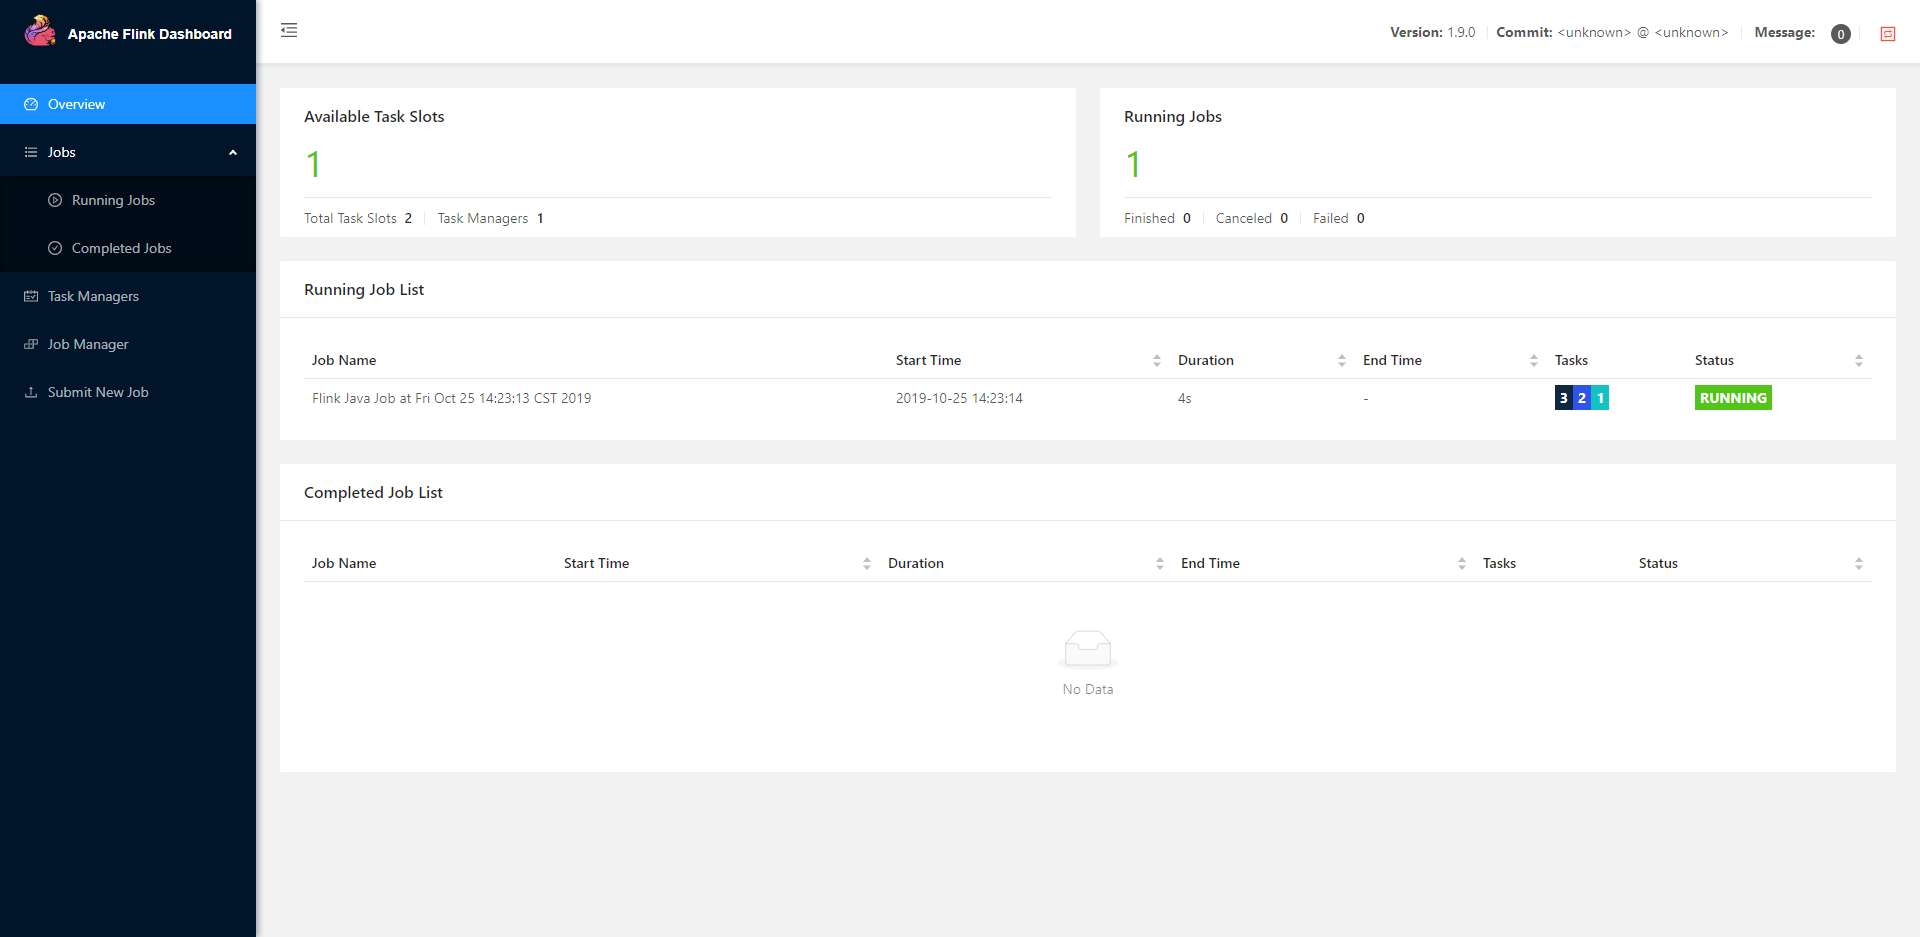 Apache Flink Dashboard
Version: 1.9.0 Commit: <unknown> @ <unknown> Message: 0
Overview
Jobs
Running Jobs
Completed Jobs
Task Managers
Job Manager
Submit New Job
Available Task Slots
1
Total Task Slots 2 Task Managers 1
Running Jobs
1
Finished 0 Canceled 0 Failed 0
Running Job List
Job Name Start Time Duration End Time Tasks Status
Flink Java Job at Fri Oct 25 14:23:13 CST 2019 2019-10-25 14:23:14 4s - 3 2 1 RUNNING
Completed Job List
Job Name Start Time Duration End Time Tasks Status
No Data